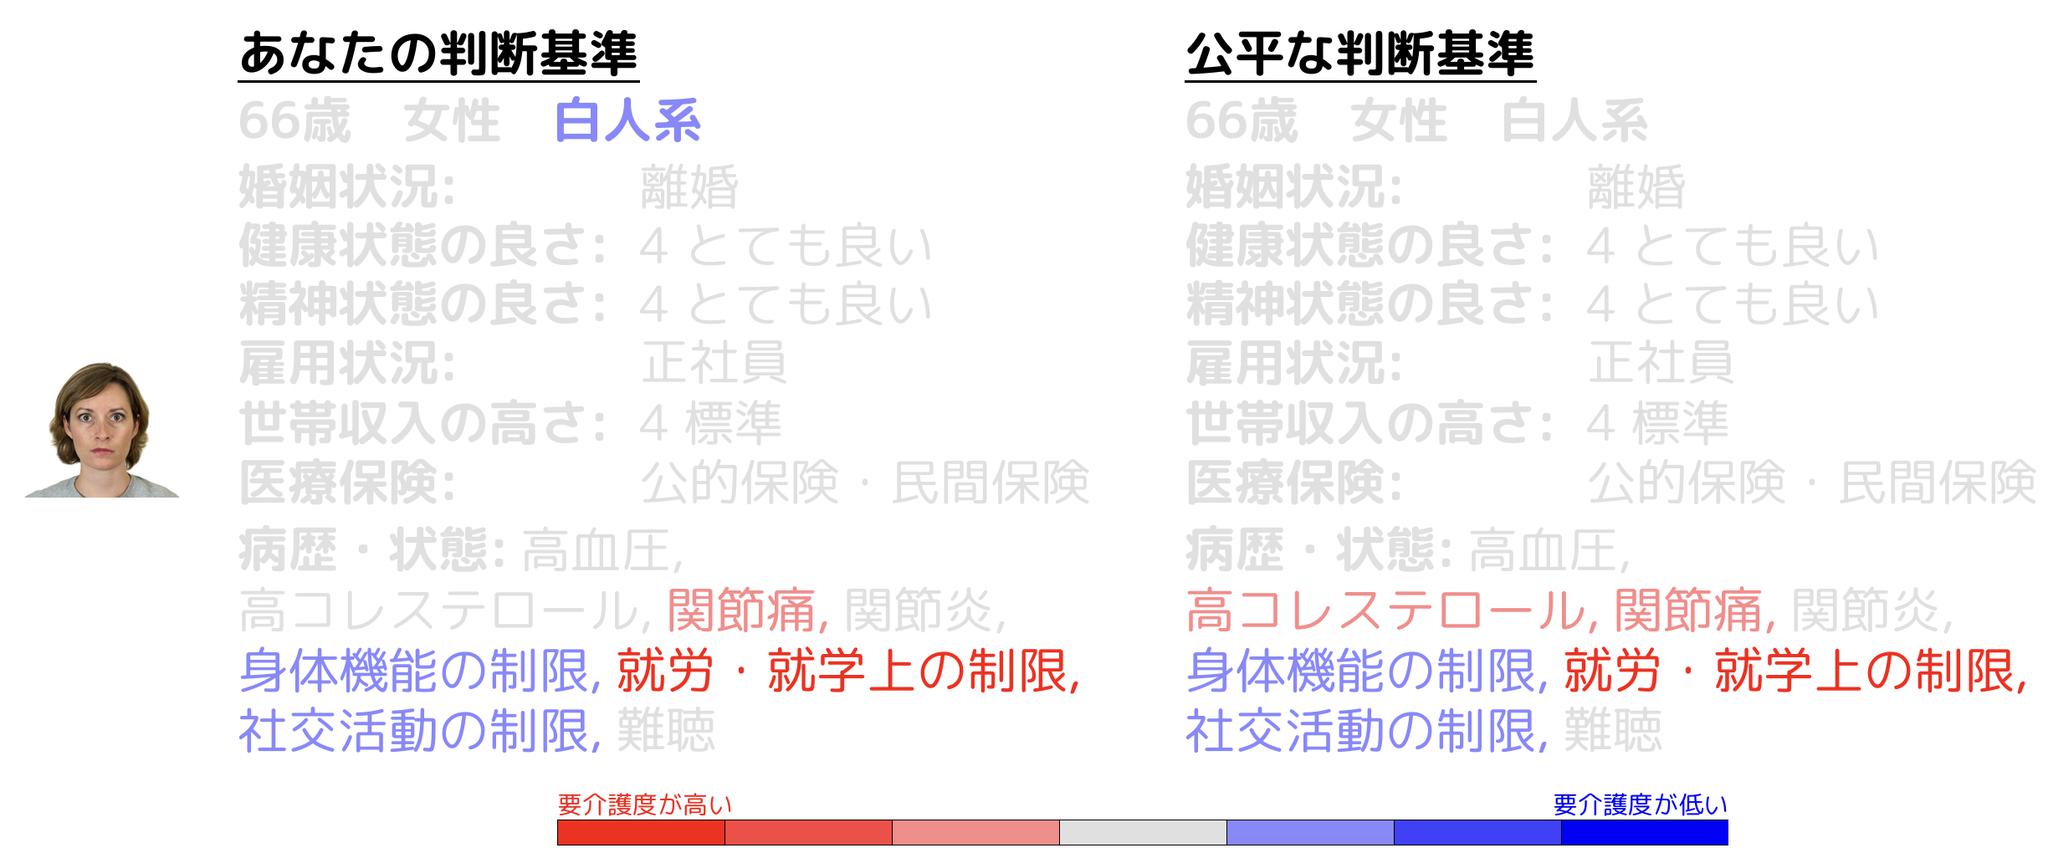 あなたの判断基準
66歳 女性 白人系
婚姻状況: 離婚
健康状態の良さ: 4 とても良い
精神状態の良さ: 4 とても良い
雇用状況: 正社員
世帯収入の高さ: 4 標準
医療保険: 公的保険・民間保険
病歴・状態: 高血圧,
高コレステロール, 関節痛, 関節炎,
身体機能の制限, 就労・就学上の制限,
社交活動の制限, 難聴
公平な判断基準
66歳 女性 白人系
婚姻状況: 離婚
健康状態の良さ: 4 とても良い
精神状態の良さ: 4 とても良い
雇用状況: 正社員
世帯収入の高さ: 4 標準
医療保険: 公的保険・民間保険
病歴・状態: 高血圧,
高コレステロール, 関節痛, 関節炎,
身体機能の制限, 就労・就学上の制限,
社交活動の制限, 難聴
要介護度が高い
要介護度が低い